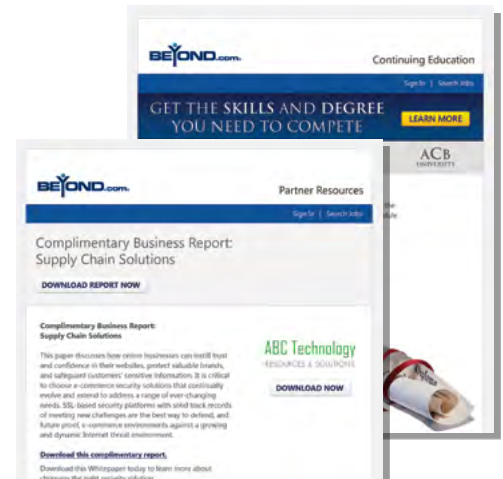 BEYOND.com.
Continuing Education
Sign In | Search Jobs
GET THE SKILLS AND DEGREE
YOU NEED TO COMPETE
LEARN MORE
ACB
UNIVERSITY
the
Diploma
BEYOND.com.
Partner Resources
Sign In | Search Jobs
Complimentary Business Report:
Supply Chain Solutions
DOWNLOAD REPORT NOW
Complimentary Business Report:
Supply Chain Solutions
This paper discusses how online businesses can instill trust
and confidence in their websites, protect valuable brands,
and safeguard customers' sensitive information. It is critical
to choose e-commerce security solutions that continually
evolve and extend to address a range of ever-changing
needs. SSL-based security platforms with solid track records
of meeting new challenges are the best way to defend, and
future proof, e-commerce environments against a growing
and dynamic Internet threat environment.
ABC Technology
RESOURCES & SOLUTIONS
DOWNLOAD NOW
Download this complimentary report.
Download this Whitepaper today to learn more about
choosing the right security solution